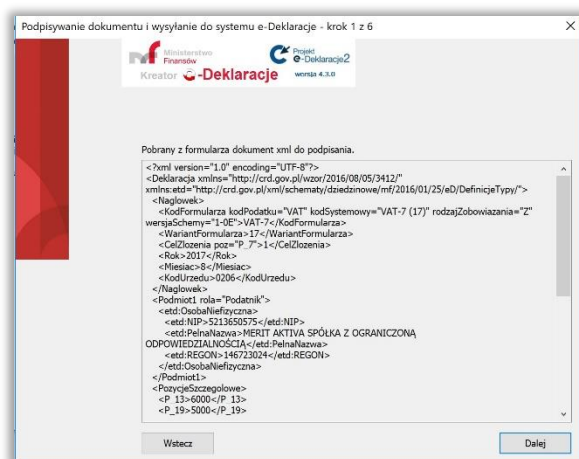 Podpisywanie dokumentu i wysyłanie do systemu e-Deklaracje - krok 1 z 6
Ministerstwo
Finansów
Projekt
e-Deklaracje2
Kreator e-Deklaracje
wersja 4.3.0
Pobrany z formularza dokument xml do podpisania.
<?xml version="1.0" encoding="UTF-8"?>
<Deklaracja xmlns="http://crd.gov.pl/wzor/2016/08/05/3412/"
xmlns:etd="http://crd.gov.pl/xml/schematy/dziedzinowe/mf/2016/01/25/eD/DefinicjeTypy/">
<Naglowek>
<KodFormularza kodPodatku="VAT" kodSystemowy="VAT-7 (17)" rodzajZobowiazania="Z"
wersjaSchemy="1-0E">VAT-7</KodFormularza>
<WariantFormularza>17</WariantFormularza>
<CelZlozenia poz="P_7">1</CelZlozenia>
<Rok>2017</Rok>
<Miesiac>8</Miesiac>
<KodUrzedu>0206</KodUrzedu>
</Naglowek>
<Podmiot1 rola="Podatnik">
<etd:OsobaNiefizyczna>
<etd:NIP>5213650575</etd:NIP>
<etd:PelnaNazwa>MERIT AKTIVA SPÓŁKA Z OGRANICZONĄ
ODPOWIEDZIALNOŚCIĄ</etd:PelnaNazwa>
<etd:REGON>146723024</etd:REGON>
</etd:OsobaNiefizyczna>
</Podmiot1>
<PozycjeSzczegolowe>
<P_13>6000</P_13>
<P_19>5000</P_19>
Wstecz
Dalej